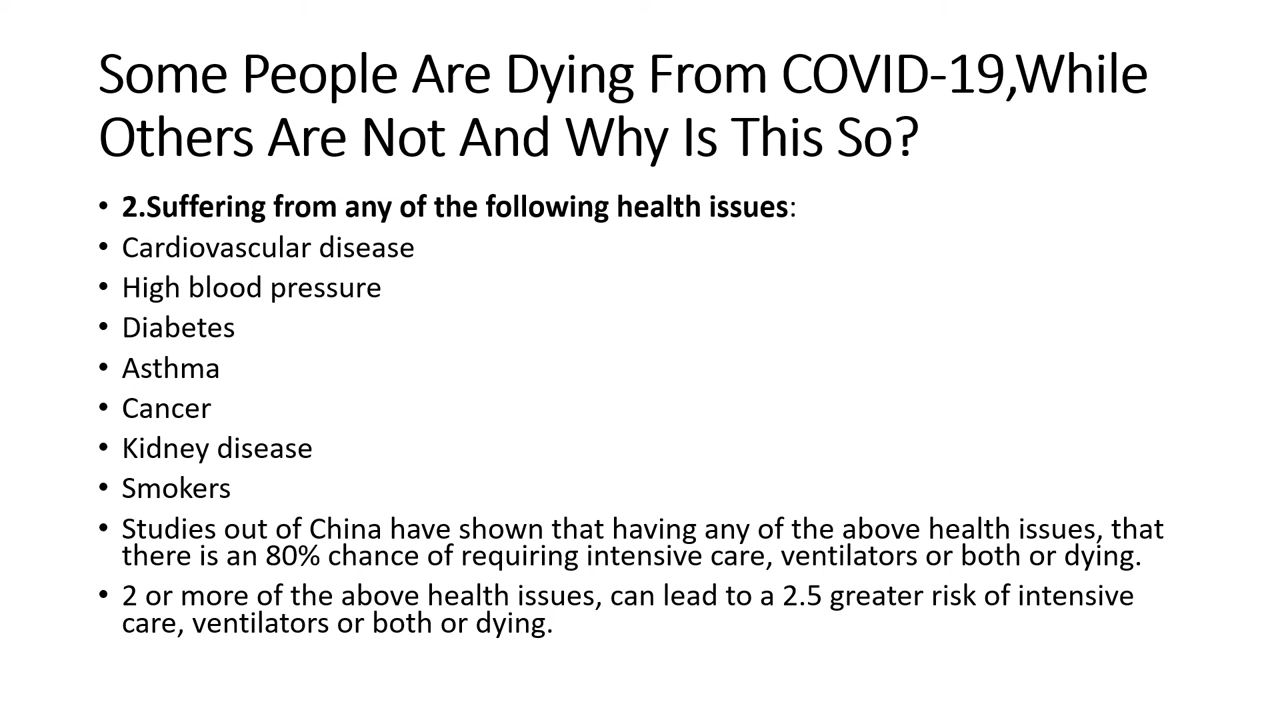 Some People Are Dying From COVID-19,While
Others Are Not And Why Is This So?
• 2.Suffering from any of the following health issues:
• Cardiovascular disease
• High blood pressure
• Diabetes
• Asthma
• Cancer
• Kidney disease
• Smokers
• Studies out of China have shown that having any of the above health issues, that
there is an 80% chance of requiring intensive care, ventilators or both or dying.
• 2 or more of the above health issues, can lead to a 2.5 greater risk of intensive
care, ventilators or both or dying.